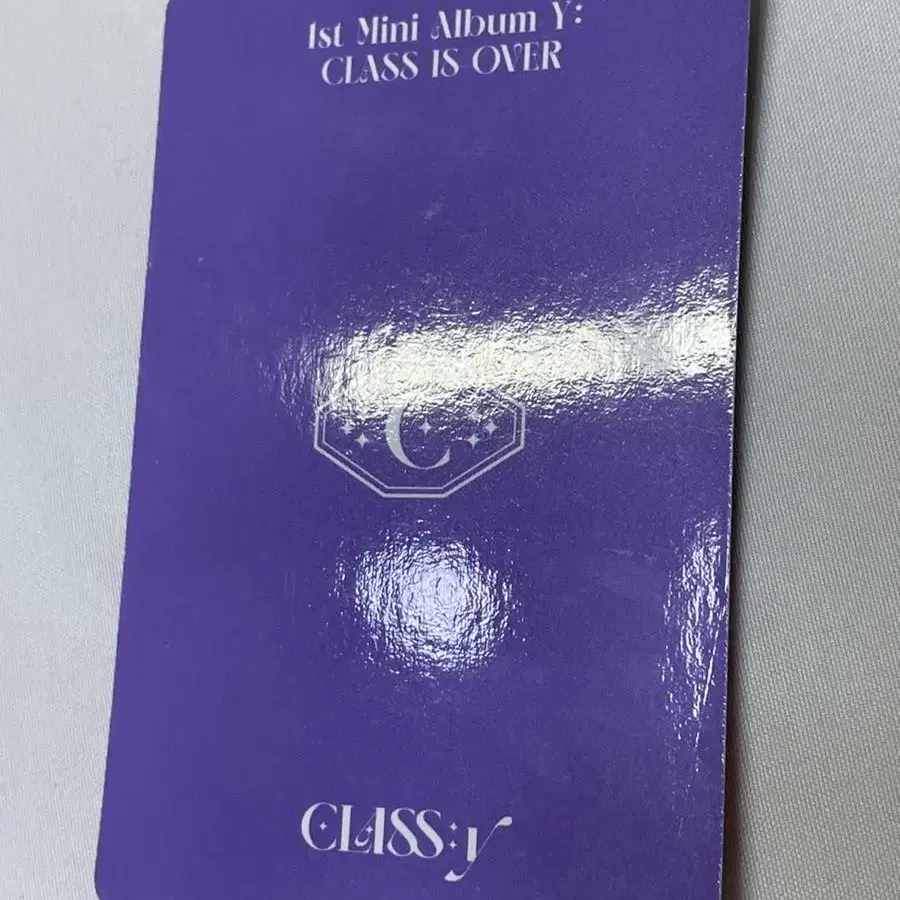 1st Mini Album Y:
CLASS IS OVER
C
CLASS:y